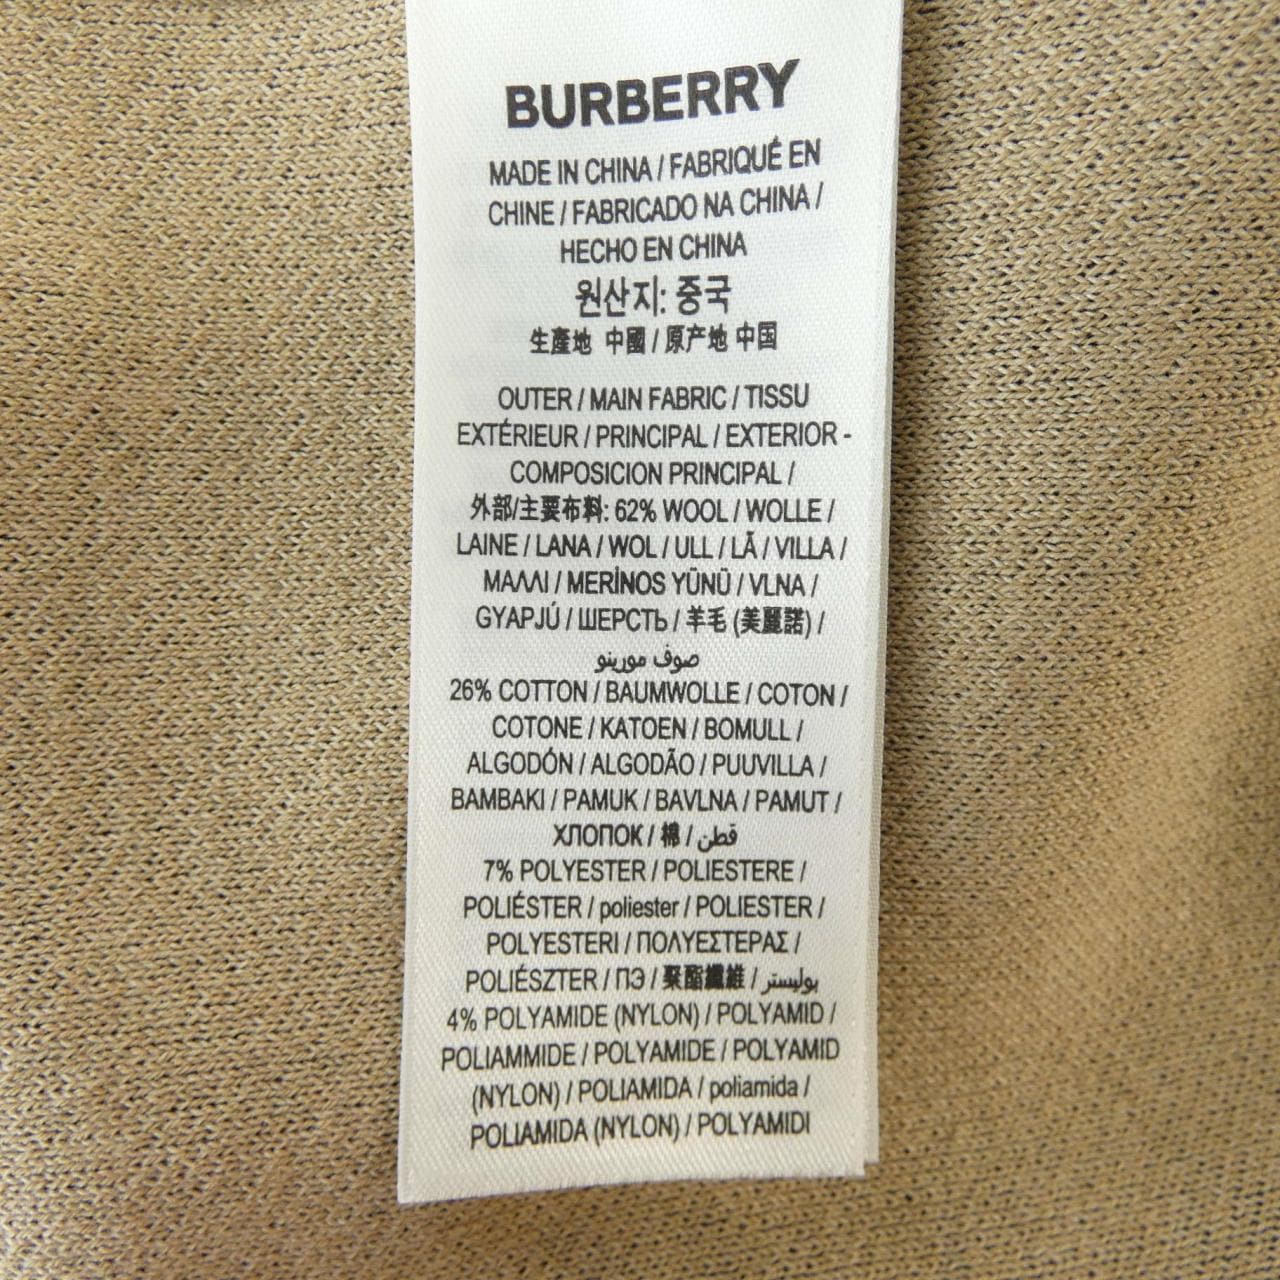 BURBERRY
MADE IN CHINA / FABRIQUÉ EN
CHINE / FABRICADO NA CHINA /
HECHO EN CHINA
원산지: 중국
生產地 中國 / 原产地 中国
OUTER / MAIN FABRIC / TISSU
EXTÉRIEUR / PRINCIPAL / EXTERIOR -
COMPOSICION PRINCIPAL /
外部/主要布料: 62% WOOL / WOLLE /
LAINE / LANA / WOL / ULL / LÃ / VILLA /
ΜΑΛΛΙ / MERİNOS YÜNÜ / VLNA /
GYAPJÚ / ШЕРСТЬ / 羊毛 (美麗諾) /
صوف مورينو
26% COTTON / BAUMWOLLE / COTON /
COTONE / KATOEN / BOMULL /
ALGODÓN / ALGODÃO / PUUVILLA /
BAMBAKI / PAMUK / BAVLNA / PAMUT /
ХЛОПОК / 棉 / قطن
7% POLYESTER / POLIESTERE /
POLIÉSTER / poliester / POLIESTER /
POLYESTERI / ΠΟΛΥΕΣΤΕΡΑΣ /
POLIÉSZTER / ПЭ / 聚酯纖維 / بوليستر
4% POLYAMIDE (NYLON) / POLYAMID /
POLIAMMIDE / POLYAMIDE / POLYAMID
(NYLON) / POLIAMIDA / poliamida /
POLIAMIDA (NYLON) / POLYAMIDI